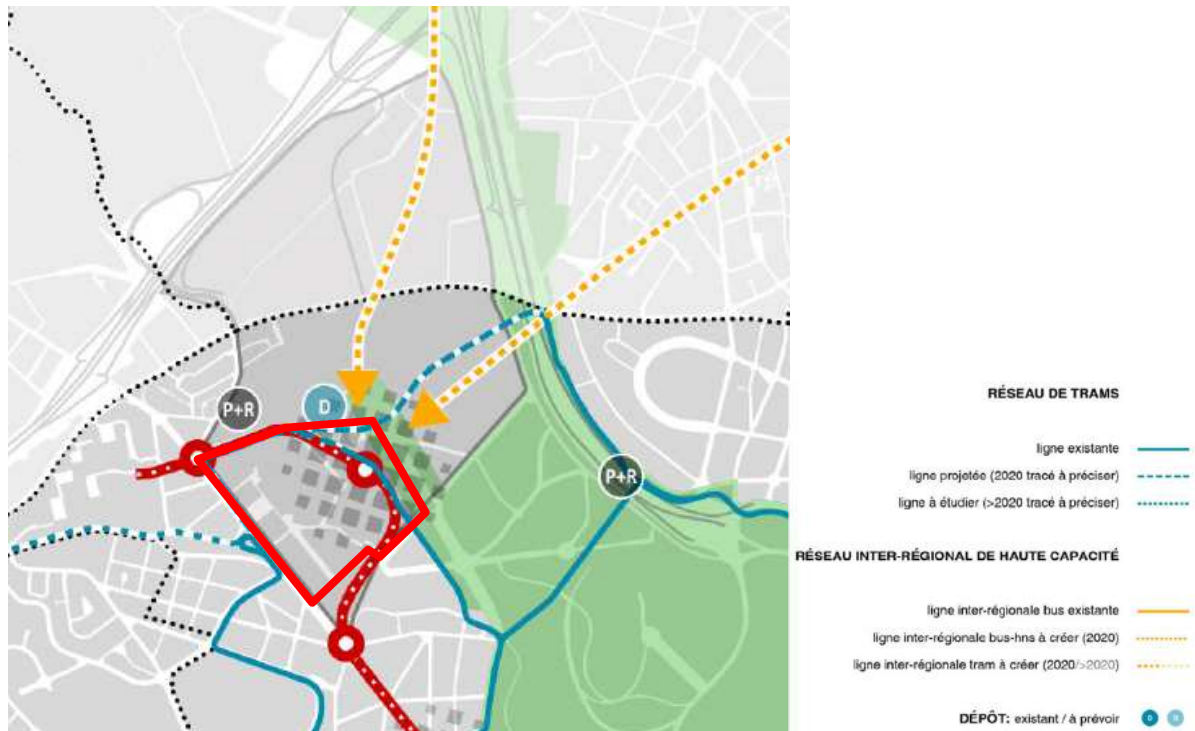 P+R
D
P+R
RÉSEAU DE TRAMS
ligne existante
ligne projetée (2020 tracé à préciser)
ligne à étudier (>2020 tracé à préciser)
RÉSEAU INTER-RÉGIONAL DE HAUTE CAPACITÉ
ligne inter-régionale bus existante
ligne inter-régionale bus-hns à créer (2020)
ligne inter-régionale tram à créer (2020/>2020)
DÉPÔT: existant / à prévoir D